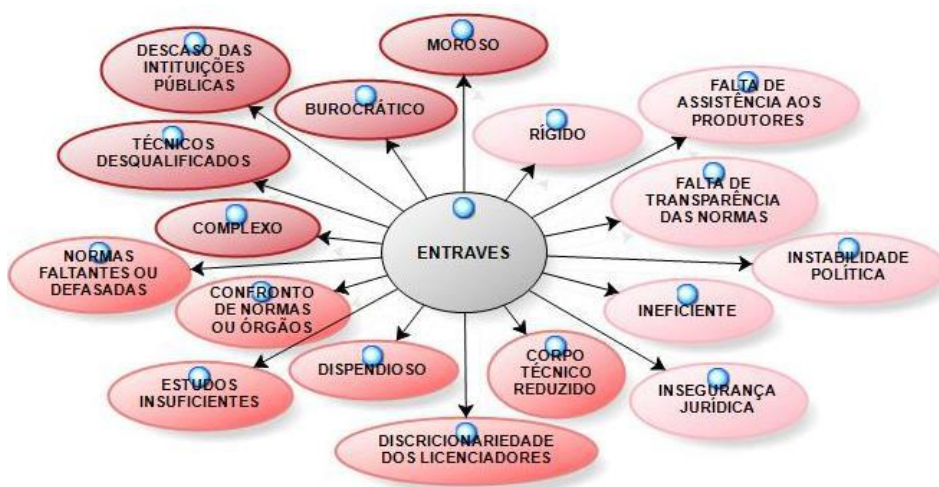 DESCASO DAS
INTITUIÇÕES
PÚBLICAS
MOROSO
BUROCRÁTICO
RÍGIDO
FALTA DE
ASSISTÊNCIA AOS
PRODUTORES
TÉCNICOS
DESQUALIFICADOS
FALTA DE
TRANSPARÊNCIA
DAS NORMAS
COMPLEXO
ENTRAVES
NORMAS
FALTANTES OU
DEFASADAS
INSTABILIDADE
POLÍTICA
CONFRONTO
DE NORMAS
OU ÓRGÃOS
INEFICIENTE
ESTUDOS
INSUFICIENTES
DISPENDIOSO
CORPO
TÉCNICO
REDUZIDO
INSEGURANÇA
JURÍDICA
DISCRICIONARIEDADE
DOS LICENCIADORES